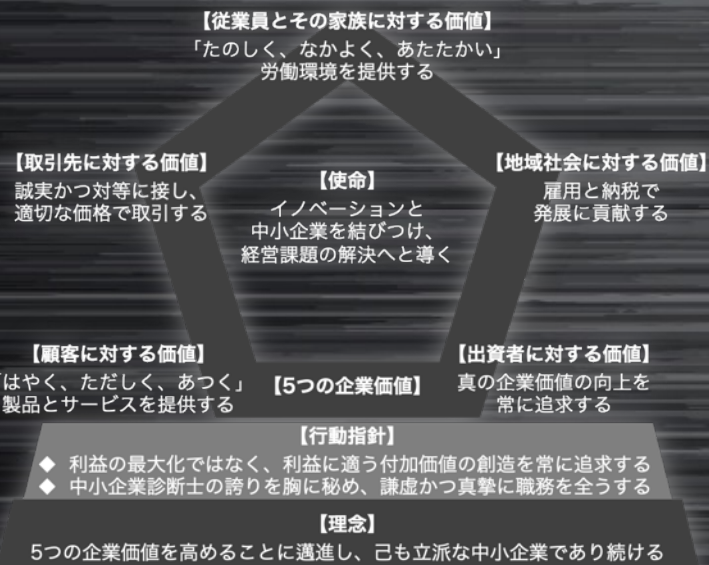 【従業員とその家族に対する価値】
「たのしく、なかよく、あたたかい」
労働環境を提供する
【取引先に対する価値】
誠実かつ対等に接し、
適切な価格で取引する
【使命】
イノベーションと
中小企業を結びつけ、
経営課題の解決へと導く
【地域社会に対する価値】
雇用と納税で
発展に貢献する
【顧客に対する価値】
「はやく、ただしく、あつく」
製品とサービスを提供する
【5つの企業価値】
【出資者に対する価値】
真の企業価値の向上を
常に追求する
【行動指針】
◆ 利益の最大化ではなく、利益に適う付加価値の創造を常に追求する
◆ 中小企業診断士の誇りを胸に秘め、謙虚かつ真摯に職務を全うする
【理念】
5つの企業価値を高めることに邁進し、己も立派な中小企業であり続ける